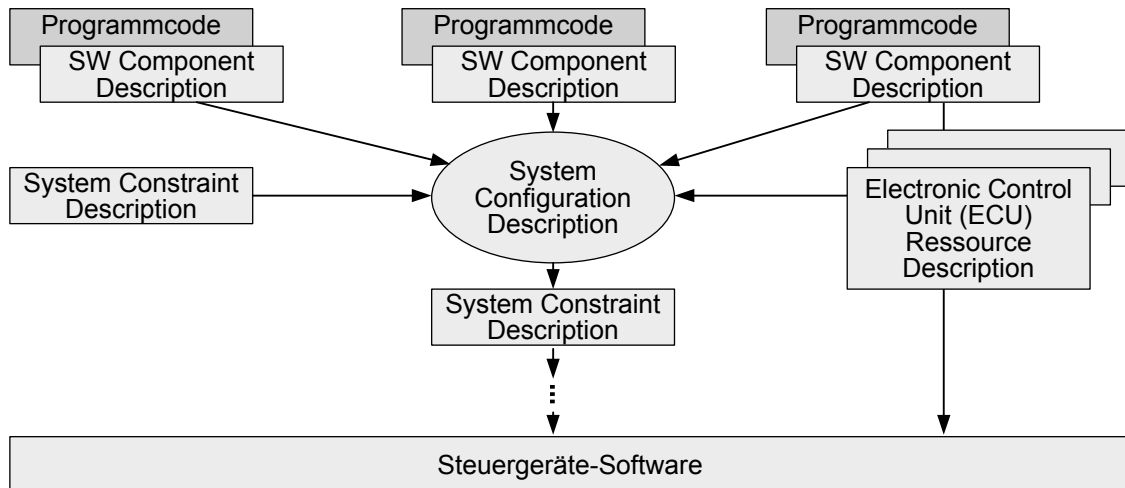 Programmcode
SW Component
Description
Programmcode
SW Component
Description
Programmcode
SW Component
Description
System Constraint
Description
System
Configuration
Description
Electronic Control
Unit (ECU)
Ressource
Description
System Constraint
Description
Steuergeräte-Software